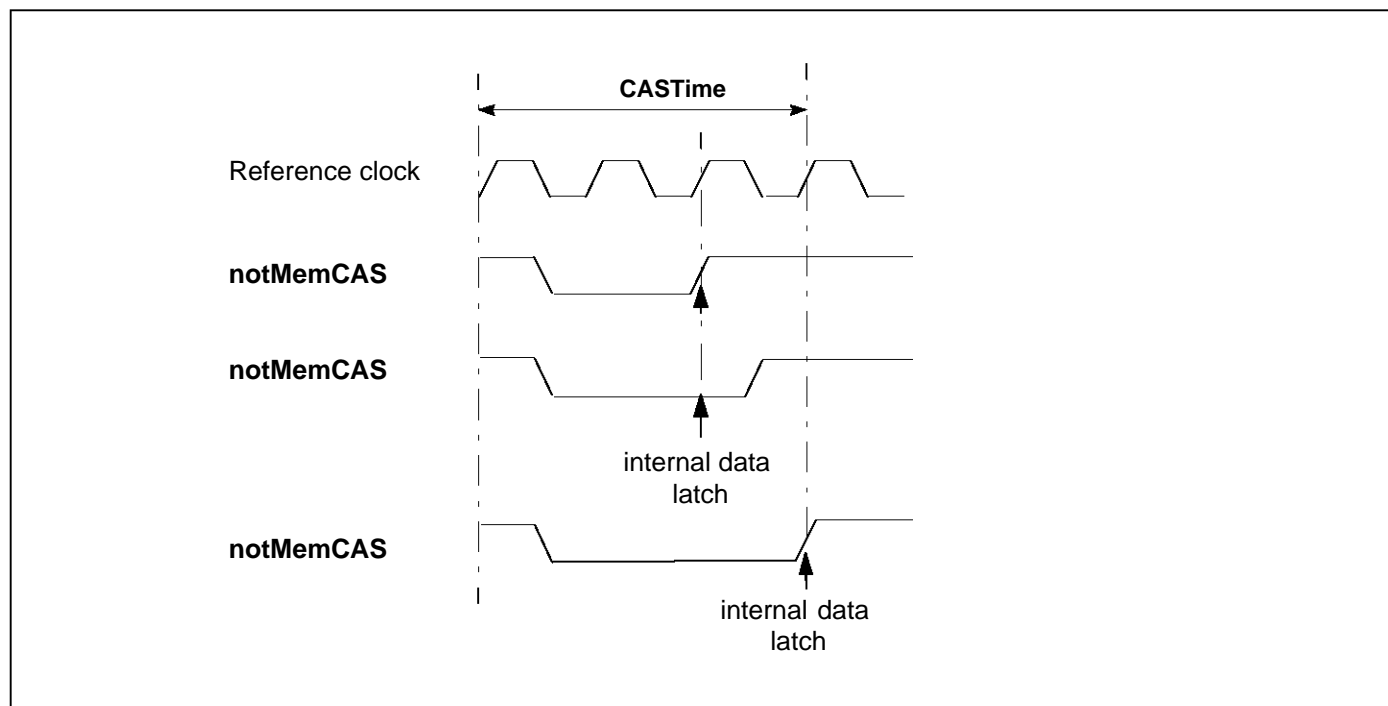 CASTime
Reference clock
notMemCAS
notMemCAS
internal data
latch
notMemCAS
internal data
latch